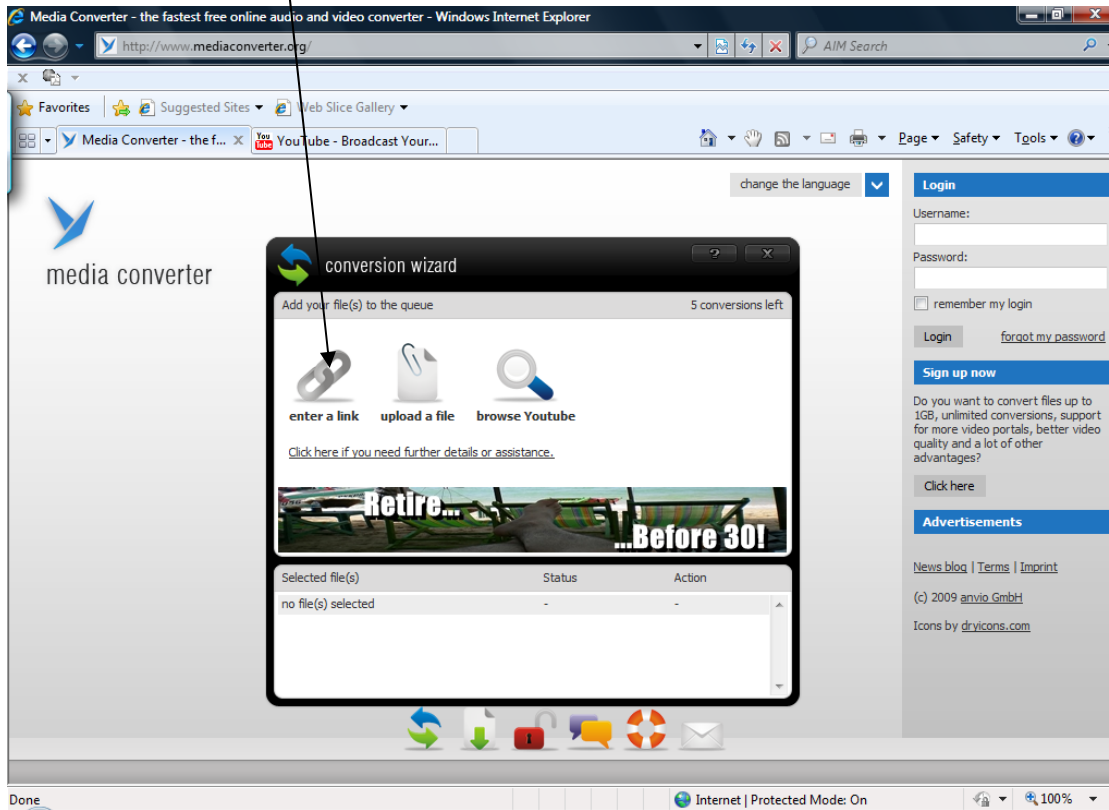 Media Converter - the fastest free online audio and video converter - Windows Internet Explorer
http://www.mediaconverter.org/
AIM Search
x
Favorites Suggested Sites Web Slice Gallery
Media Converter - the f... x YouTube - Broadcast Your... Page Safety Tools
change the language
media converter
conversion wizard ? x
Add your file(s) to the queue 5 conversions left
enter a link upload a file browse Youtube
Click here if you need further details or assistance.
Retire...
...Before 30!
Selected file(s) Status Action
no file(s) selected - -
Login
Username:
Password:
remember my login
Login forgot my password
Sign up now
Do you want to convert files up to
1GB, unlimited conversions, support
for more video portals, better video
quality and a lot of other
advantages?
Click here
Advertisements
News blog | Terms | Imprint
(c) 2009 anvio GmbH
Icons by dryicons.com
Done Internet | Protected Mode: On 100%